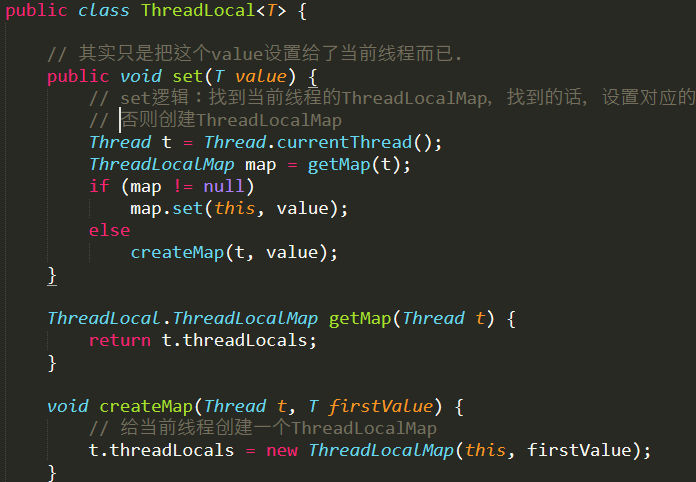 public class ThreadLocal<T> {
// 其实只是把这个value设置给了当前线程而已.
public void set(T value) {
// set逻辑：找到当前线程的ThreadLocalMap, 找到的话, 设置对应的
// 否则创建ThreadLocalMap
Thread t = Thread.currentThread();
ThreadLocalMap map = getMap(t);
if (map != null)
map.set(this, value);
else
createMap(t, value);
}
ThreadLocal.ThreadLocalMap getMap(Thread t) {
return t.threadLocals;
}
void createMap(Thread t, T firstValue) {
// 给当前线程创建一个ThreadLocalMap
t.threadLocals = new ThreadLocalMap(this, firstValue);
}